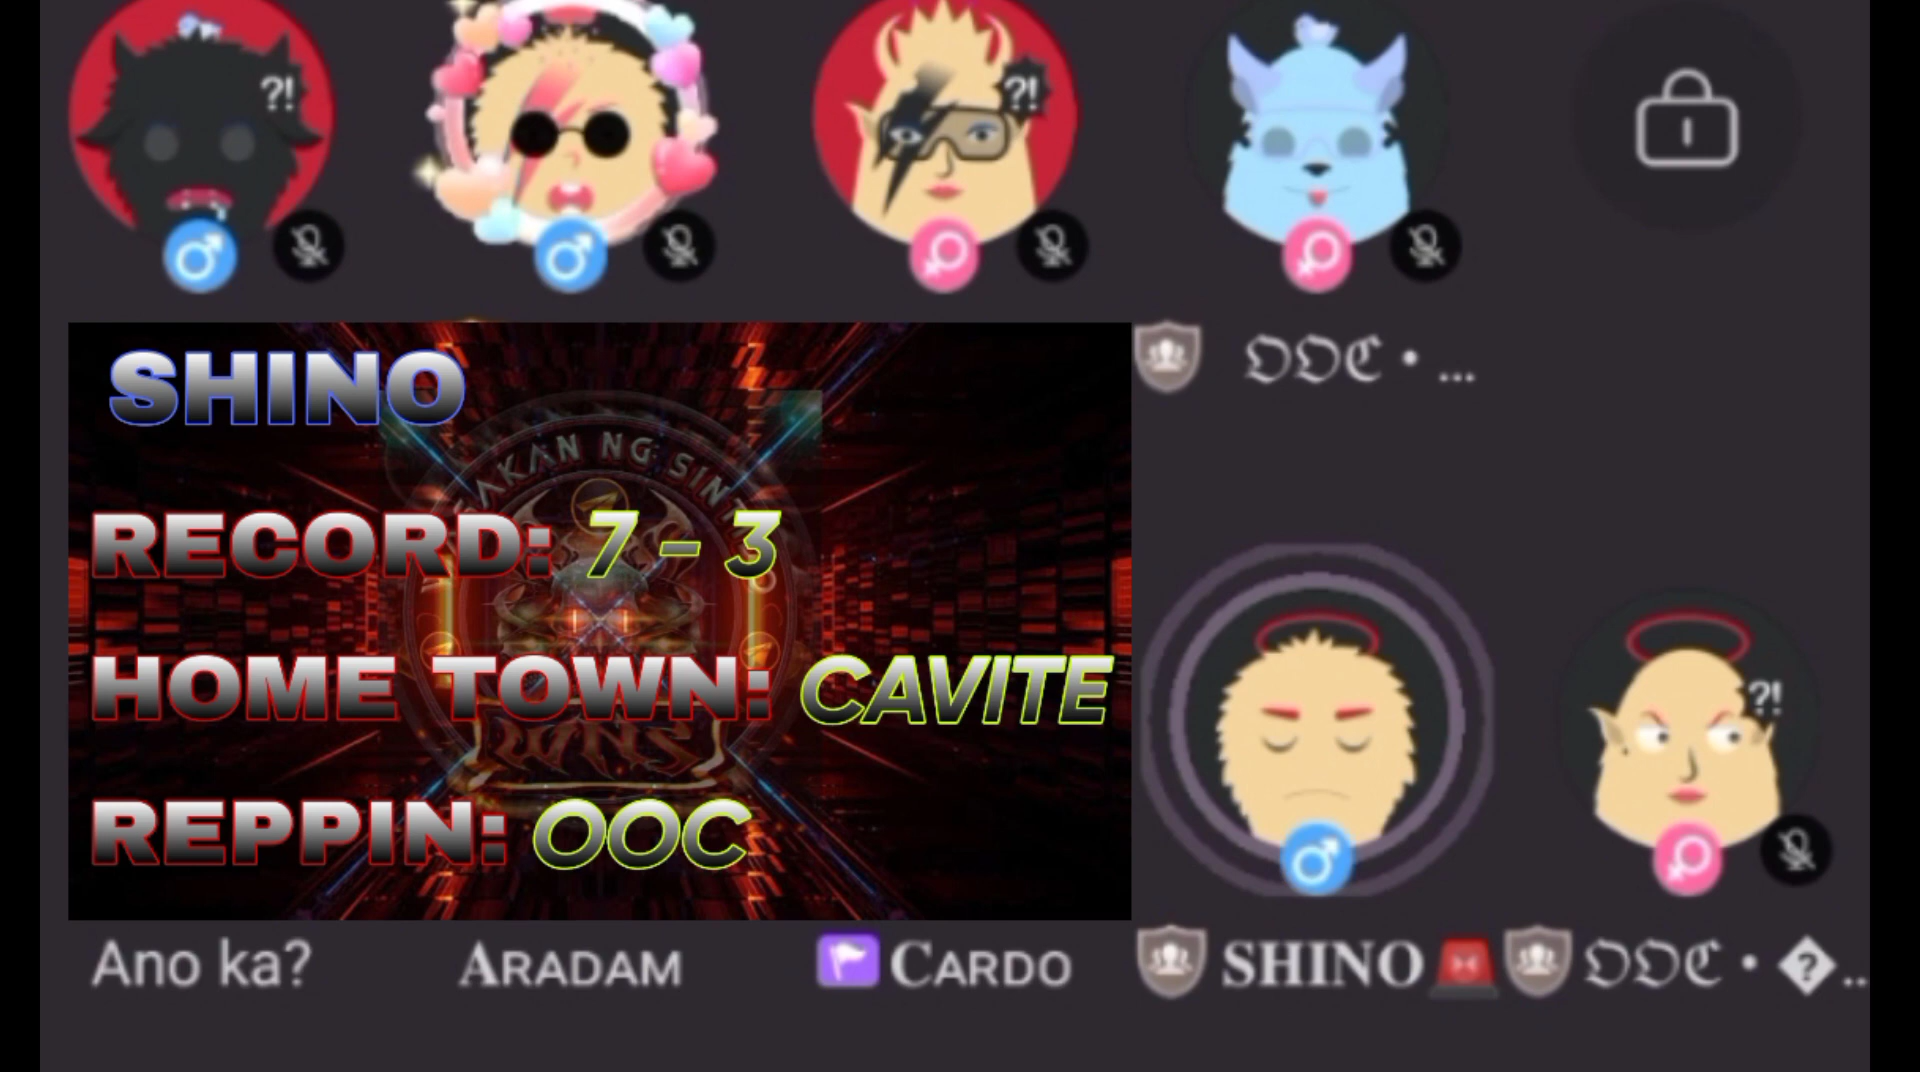 ?!
?!
𝔒𝔒ℭ • ...
SHINO
RECORD: 7 - 3
HOME TOWN: CAVITE
REPPIN: OOC
?!
Ano ka?
ARADAM
CARDO
SHINO
𝔒𝔒ℭ • ..